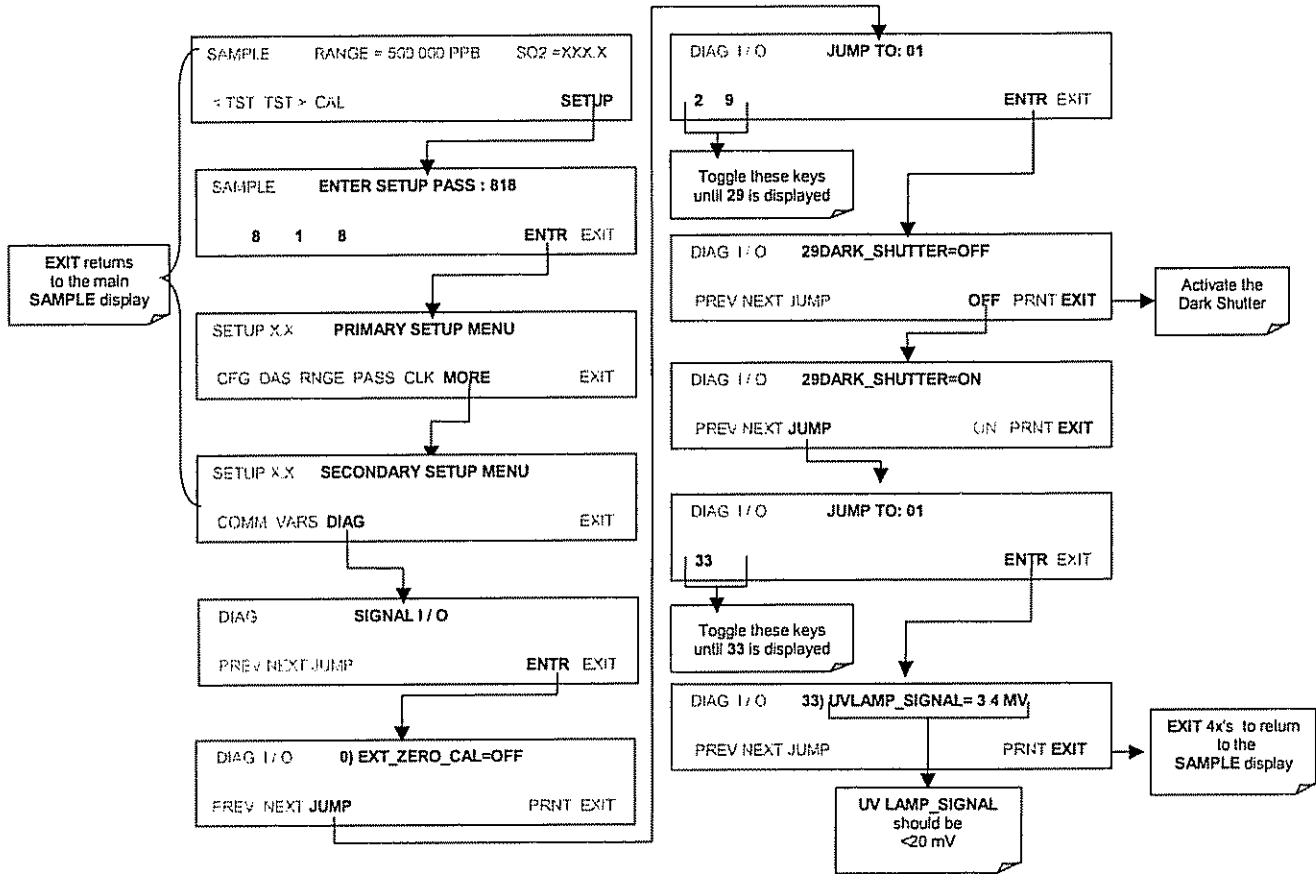 SAMPLE RANGE = 500.000 PPB SO2 =XXX.X
< TST TST > CAL SETUP
SAMPLE ENTER SETUP PASS : 818
8 1 8 ENTR EXIT
EXIT returns
to the main
SAMPLE display
SETUP X.X PRIMARY SETUP MENU
CFG DAS RNGE PASS CLK MORE EXIT
SETUP X.X SECONDARY SETUP MENU
COMM VARS DIAG EXIT
DIAG SIGNAL I / O
PREV NEXT JUMP ENTR EXIT
DIAG I / O 0) EXT_ZERO_CAL=OFF
PREV NEXT JUMP PRNT EXIT
DIAG I / O JUMP TO: 01
2 9 ENTR EXIT
Toggle these keys
until 29 is displayed
DIAG I / O 29DARK_SHUTTER=OFF
PREV NEXT JUMP OFF PRNT EXIT
Activate the
Dark Shutter
DIAG I / O 29DARK_SHUTTER=ON
PREV NEXT JUMP ON PRNT EXIT
DIAG I / O JUMP TO: 01
33 ENTR EXIT
Toggle these keys
until 33 is displayed
DIAG I / O 33) UVLAMP_SIGNAL= 3.4 MV
PREV NEXT JUMP PRNT EXIT
EXIT 4x's to return
to the
SAMPLE display
UV LAMP_SIGNAL
should be
<20 mV